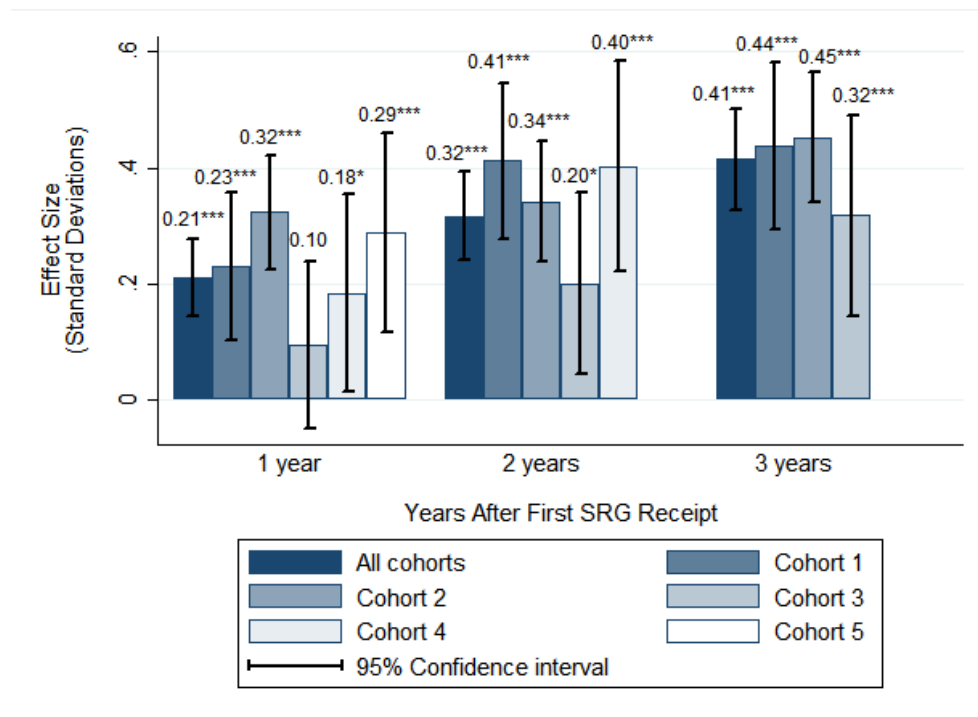 Effect Size
(Standard Deviations)
.6
.4
.2
0
0.21***
0.23***
0.32***
0.10
0.18*
0.29***
0.32***
0.41***
0.34***
0.20*
0.40***
0.41***
0.44***
0.45***
0.32***
1 year
2 years
3 years
Years After First SRG Receipt
All cohorts
Cohort 1
Cohort 2
Cohort 3
Cohort 4
Cohort 5
95% Confidence interval